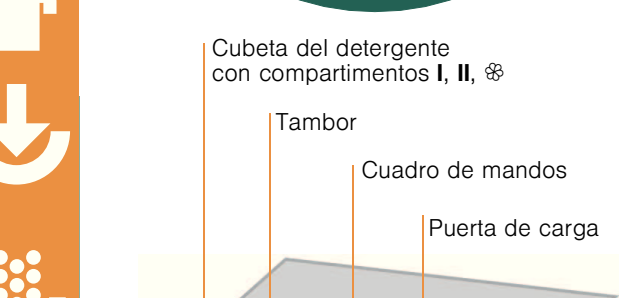 Cubeta del detergente
con compartimentos I, II, ❀
Tambor
Cuadro de mandos
Puerta de carga